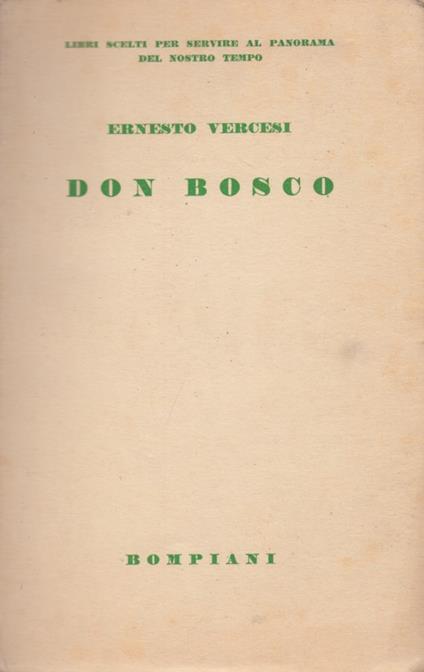 LIBRI SCELTI PER SERVIRE AL PANORAMA
DEL NOSTRO TEMPO
ERNESTO VERCESI
DON BOSCO
BOMPIANI